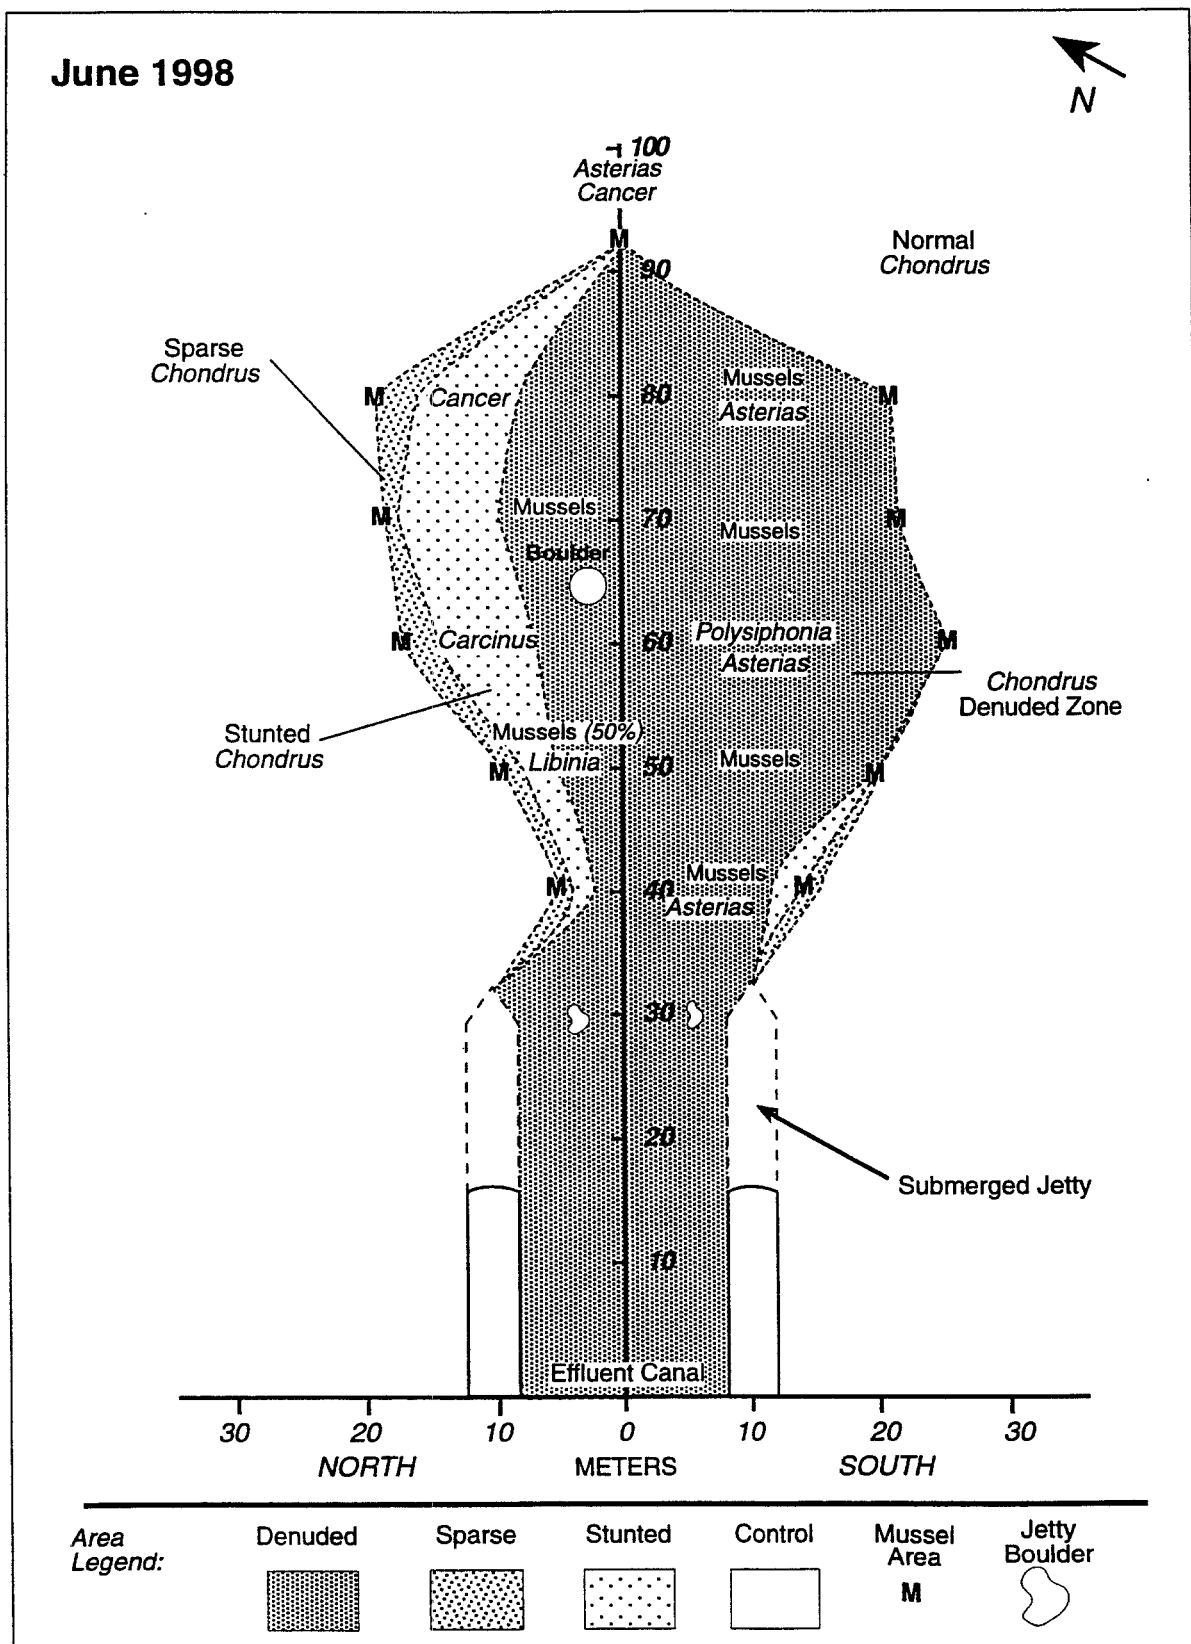 June 1998
N
100
Asterias
Cancer
M
90
Normal
Chondrus
Sparse
Chondrus
M
Cancer
80
Mussels
Asterias
M
M
Mussels
70
Mussels
M
Boulder
M
Carcinus
60
Polysiphonia
Asterias
M
Chondrus
Denuded Zone
Stunted
Chondrus
Mussels (50%)
Libinia
M
50
Mussels
M
M
40
Mussels
Asterias
M
30
20
Submerged Jetty
10
Effluent Canal
30 20 10 0 10 20 30
NORTH METERS SOUTH
Area
Legend:
Denuded
Sparse
Stunted
Control
Mussel
Area
M
Jetty
Boulder